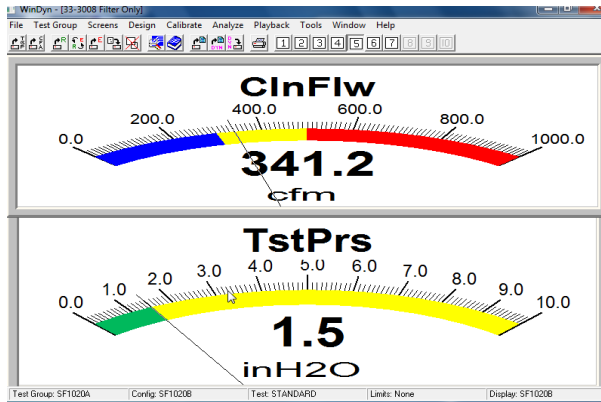 WinDyn - [33-3008 Filter Only]
File Test Group Screens Design Calibrate Analyze Playback Tools Window Help
1 2 3 4 5 6 7 8 9 10
ClnFlw
0.0 200.0 400.0 600.0 800.0 1000.0
341.2
cfm
TstPrs
0.0 1.0 2.0 3.0 4.0 5.0 6.0 7.0 8.0 9.0 10.0
1.5
inH2O
Test Group: SF1020A Config: SF1020B Test: STANDARD Limits: None Display: SF1020B